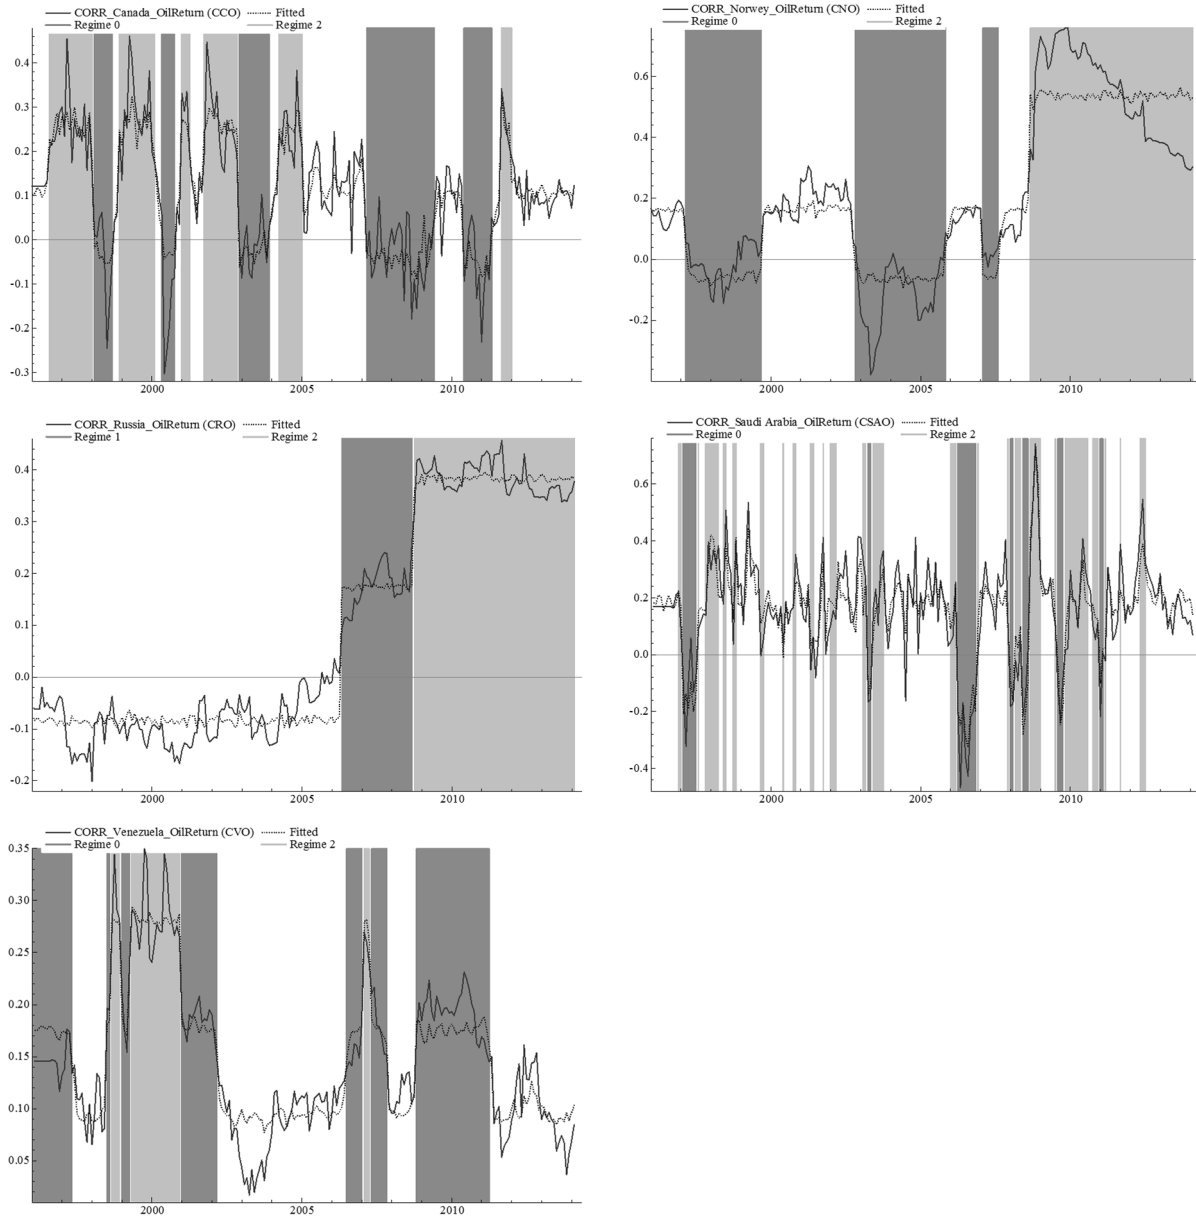 CORR_Canada_OilReturn (CCO) Fitted
Regime 0 Regime 2
0.4
0.3
0.2
0.1
0.0
-0.1
-0.2
-0.3
2000 2005 2010
CORR_Norwey_OilReturn (CNO) Fitted
Regime 0 Regime 2
0.6
0.4
0.2
0.0
-0.2
2000 2005 2010
CORR_Russia_OilReturn (CRO) Fitted
Regime 1 Regime 2
0.4
0.3
0.2
0.1
0.0
-0.1
-0.2
2000 2005 2010
CORR_Saudi Arabia_OilReturn (CSAO) Fitted
Regime 0 Regime 2
0.6
0.4
0.2
0.0
-0.2
-0.4
2000 2005 2010
CORR_Venezuela_OilReturn (CVO) Fitted
Regime 0 Regime 2
0.35
0.30
0.25
0.20
0.15
0.10
0.05
2000 2005 2010